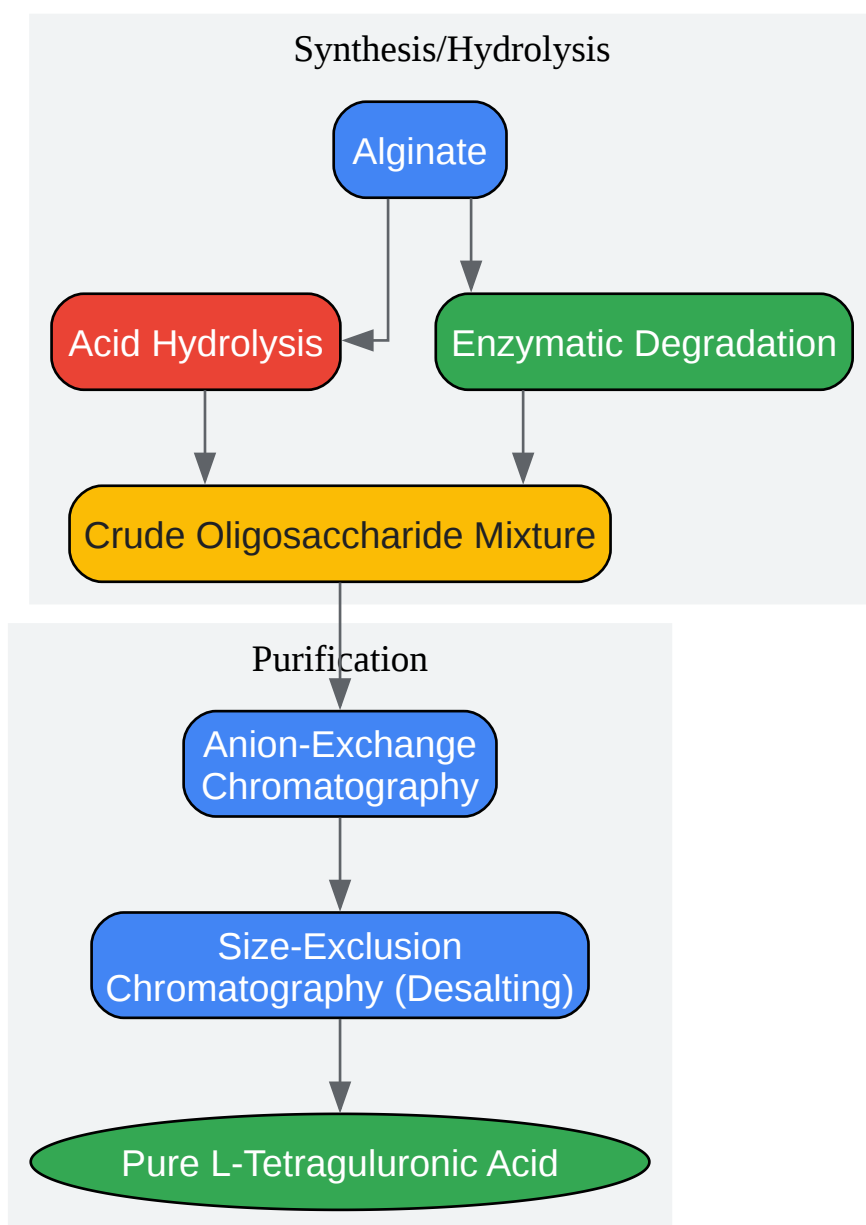 Synthesis/Hydrolysis
Alginate
Acid Hydrolysis
Enzymatic Degradation
Crude Oligosaccharide Mixture
Purification
Anion-Exchange
Chromatography
Size-Exclusion
Chromatography (Desalting)
Pure L-Tetraguluronic Acid